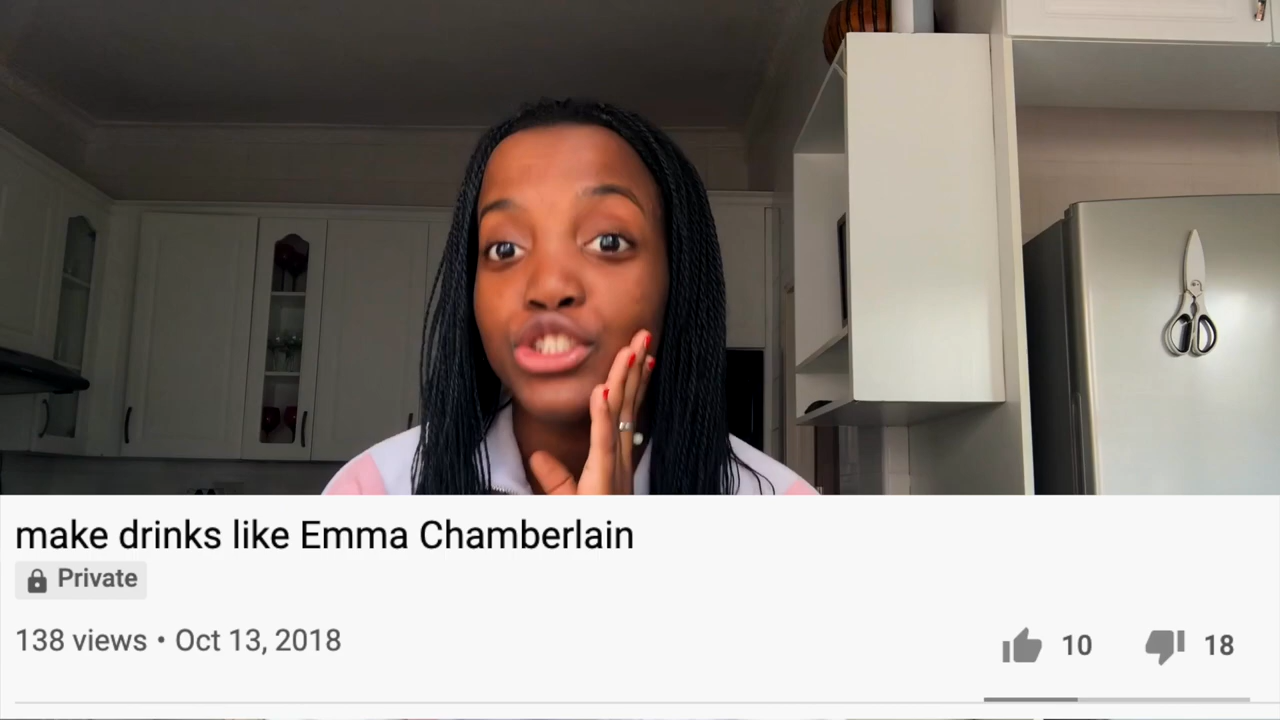 make drinks like Emma Chamberlain
Private
138 views • Oct 13, 2018
10
18